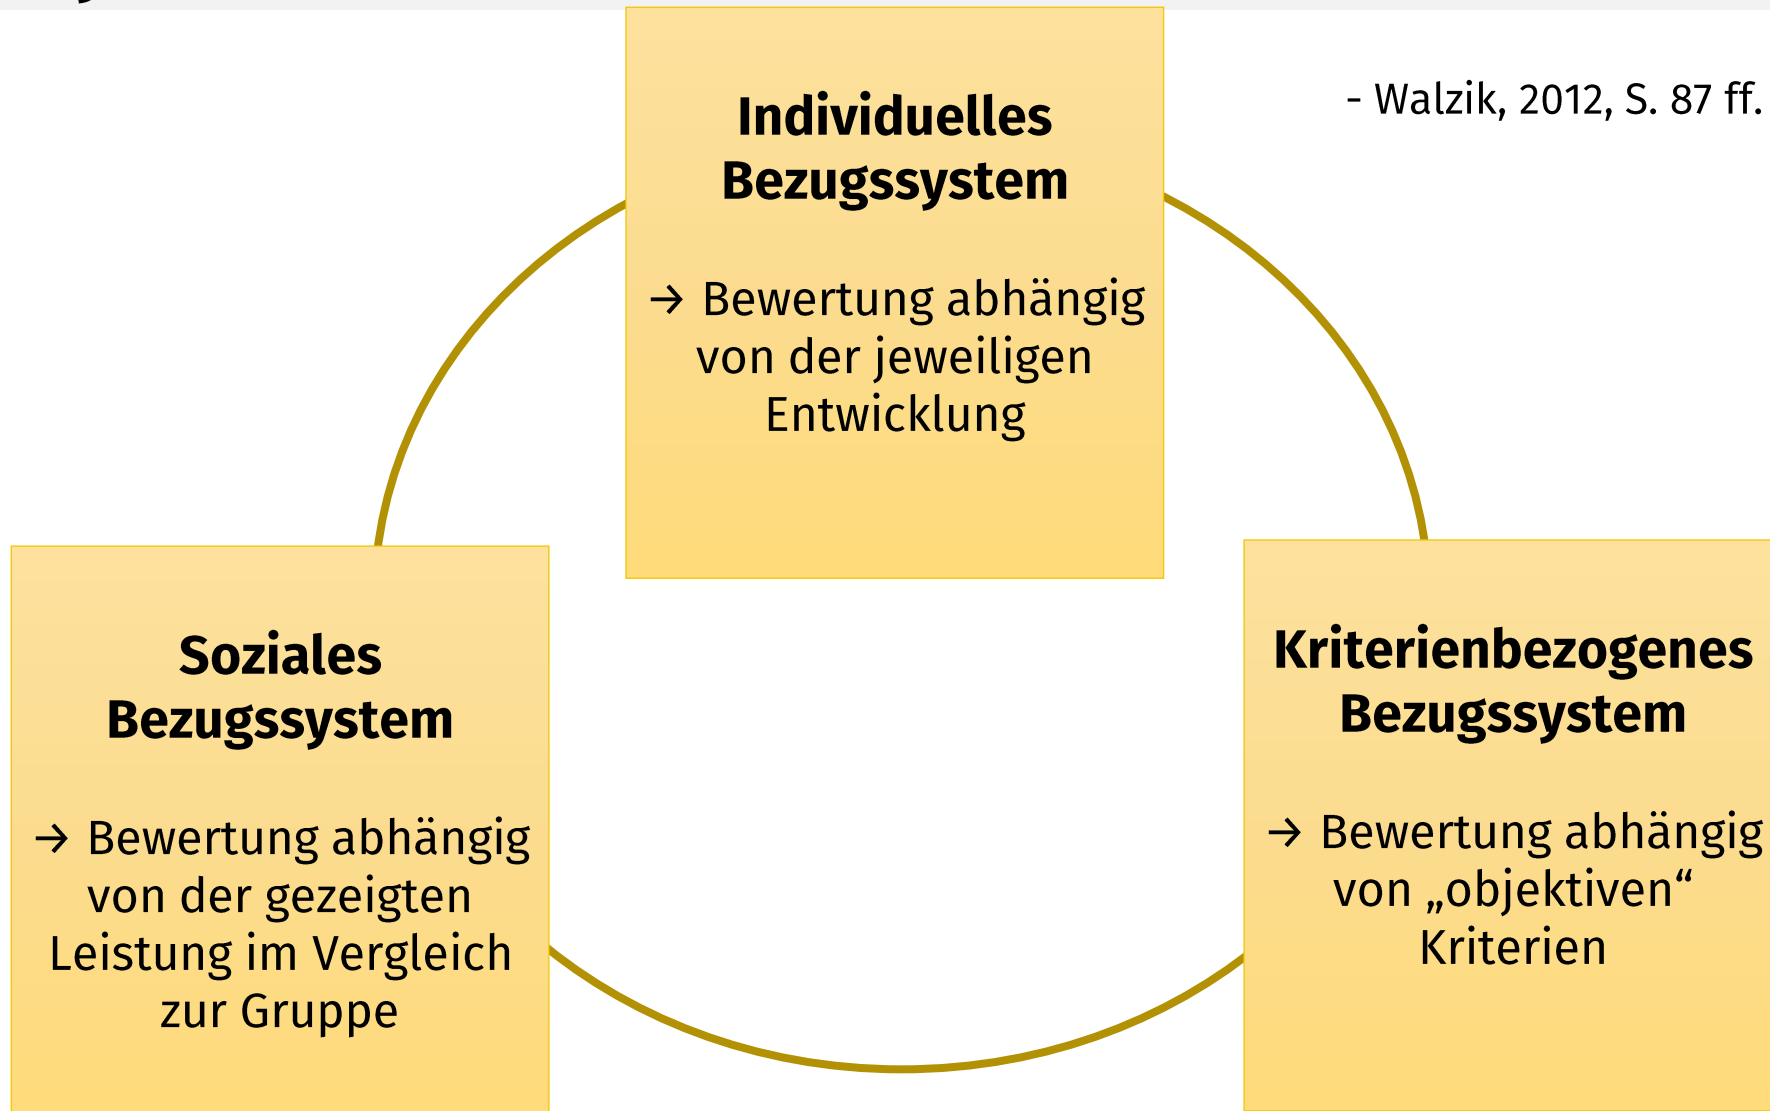 - Walzik, 2012, S. 87 ff.
Individuelles
Bezugssystem
→ Bewertung abhängig
von der jeweiligen
Entwicklung
Soziales
Bezugssystem
→ Bewertung abhängig
von der gezeigten
Leistung im Vergleich
zur Gruppe
Kriterienbezogenes
Bezugssystem
→ Bewertung abhängig
von „objektiven“
Kriterien